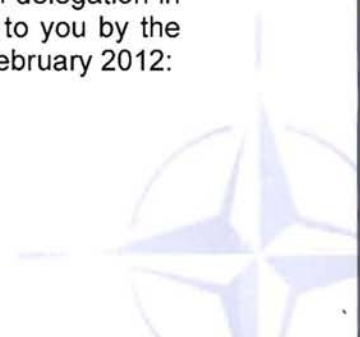 delegation in
to you by the
ebruary 2012: